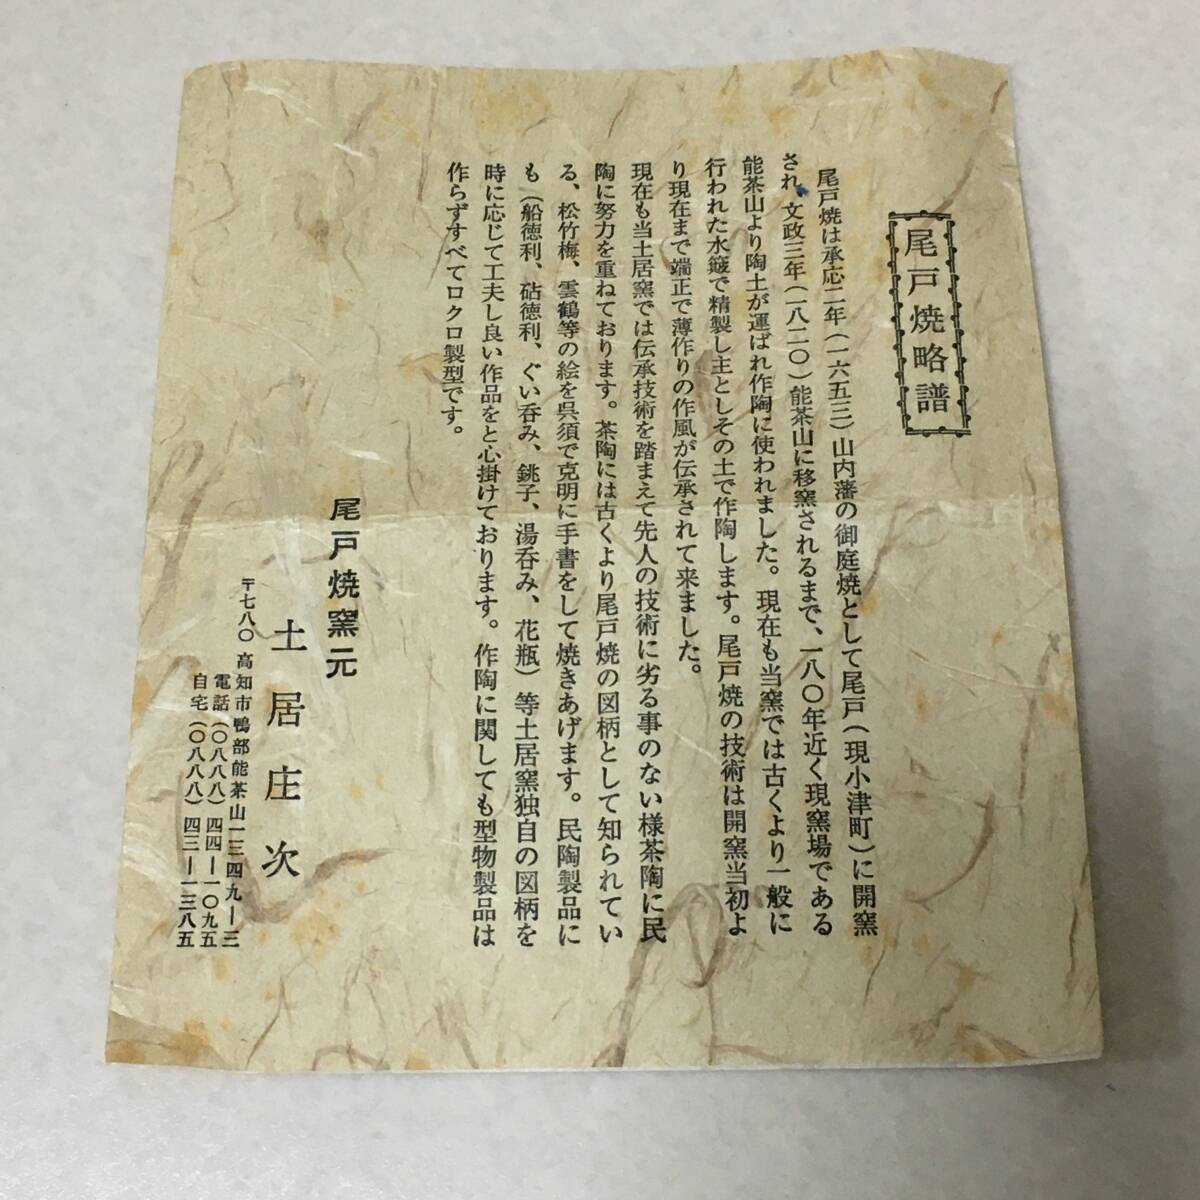 尾戸焼略譜
尾戸焼は承応二年(一六五三)山内藩の御庭焼として尾戸(現小津町)に開窯
され、文政三年(一八二〇)能茶山に移窯されるまで、一八〇年近く現窯場である
能茶山より陶土が運ばれ作陶に使われました。現在も当窯では古くより一般に
行われた水簸で精製し主としその土で作陶します。尾戸焼の技術は開窯当初よ
り現在まで端正で薄作りの作風が伝承されて来ました。
現在も当土居窯では伝承技術を踏まえて先人の技術に劣る事のない様茶陶に民
陶に努力を重ねております。茶陶には古くより尾戸焼の図柄として知られてい
る、松竹梅、雲鶴等の絵を呉須で克明に手書をして焼きあげます。民陶製品に
も(船徳利、砧徳利、ぐい呑み、銚子、湯呑み、花瓶)等土居窯独自の図柄を
時に応じて工夫し良い作品をと心掛けております。作陶に関しても型物製品は
作らずすべてロクロ製型です。
尾戸焼窯元
土居庄次
〒七八〇 高知市鴨部能茶山一三四九ー三
電話(〇八八八)四四ー一〇九五
自宅(〇八八八)四三ー一三八五